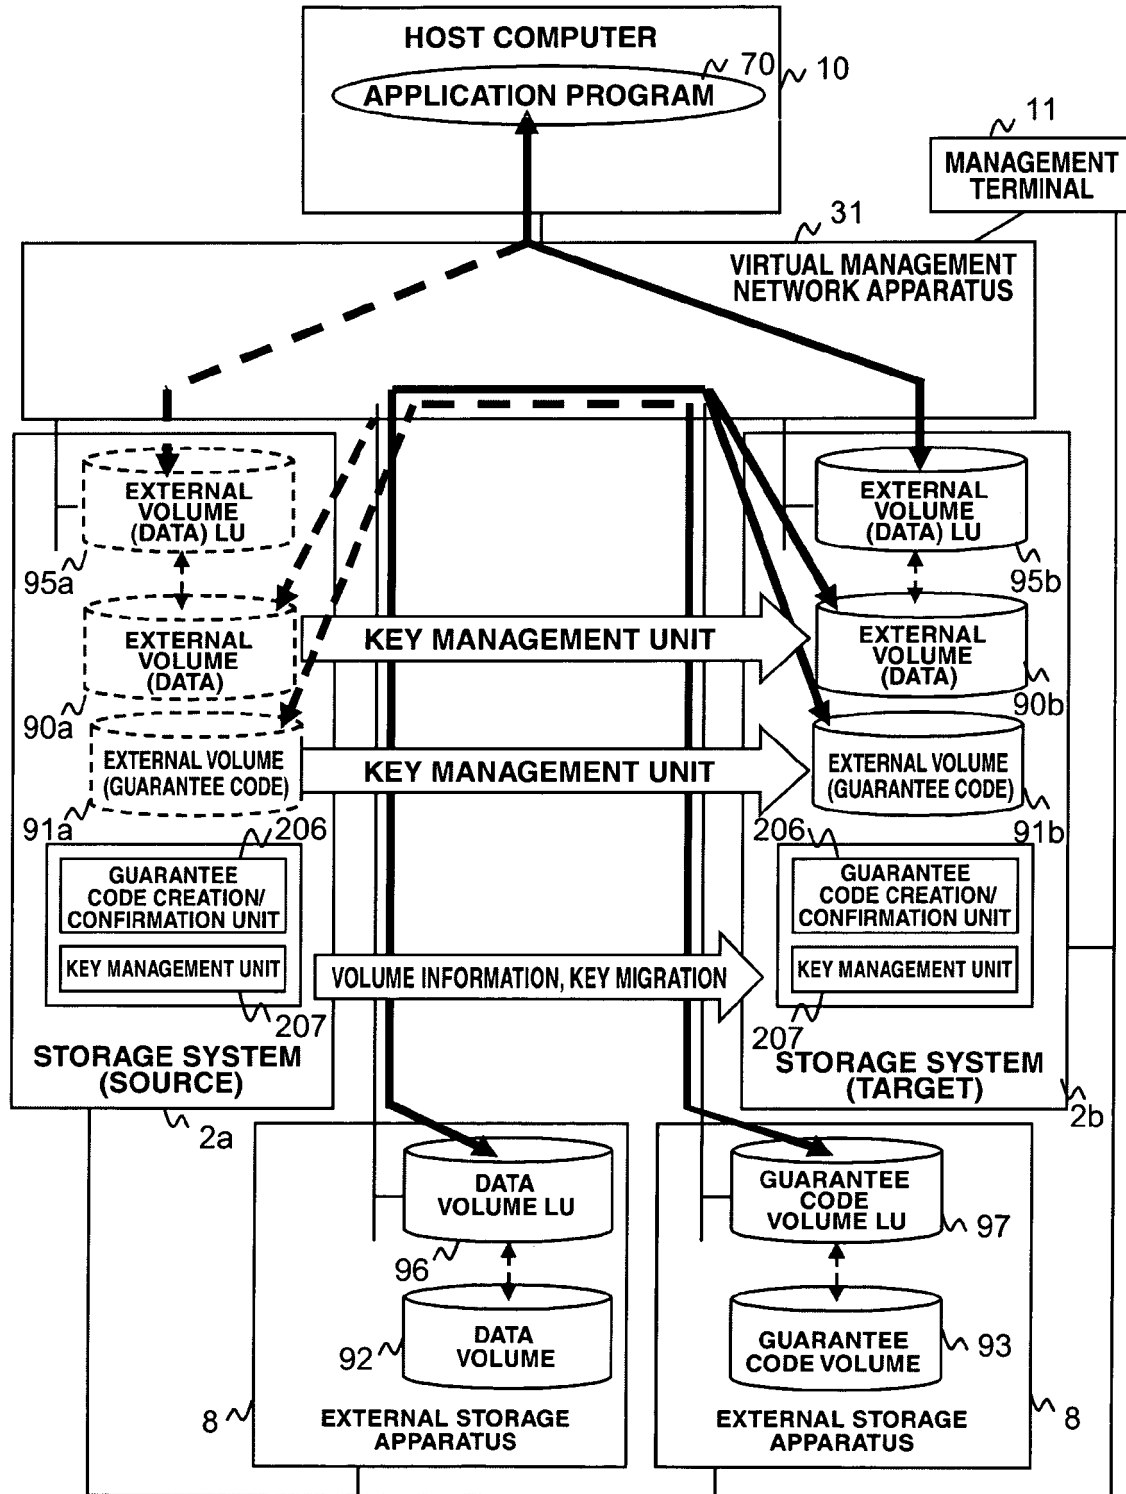 HOST COMPUTER
70
10
APPLICATION PROGRAM
11
MANAGEMENT
TERMINAL
31
VIRTUAL MANAGEMENT
NETWORK APPARATUS
EXTERNAL
VOLUME
(DATA) LU
95a
EXTERNAL
VOLUME
(DATA) LU
95b
EXTERNAL
VOLUME
(DATA)
90a
KEY MANAGEMENT UNIT
EXTERNAL
VOLUME
(DATA)
90b
EXTERNAL VOLUME
(GUARANTEE CODE)
91a
KEY MANAGEMENT UNIT
EXTERNAL VOLUME
(GUARANTEE CODE)
91b
206
GUARANTEE
CODE CREATION/
CONFIRMATION UNIT
KEY MANAGEMENT UNIT
207
VOLUME INFORMATION, KEY MIGRATION
206
GUARANTEE
CODE CREATION/
CONFIRMATION UNIT
KEY MANAGEMENT UNIT
207
STORAGE SYSTEM
(SOURCE)
2a
STORAGE SYSTEM
(TARGET)
2b
DATA
VOLUME LU
96
DATA
VOLUME
92
EXTERNAL STORAGE
APPARATUS
8
GUARANTEE
CODE
VOLUME LU
97
GUARANTEE
CODE VOLUME
93
EXTERNAL STORAGE
APPARATUS
8